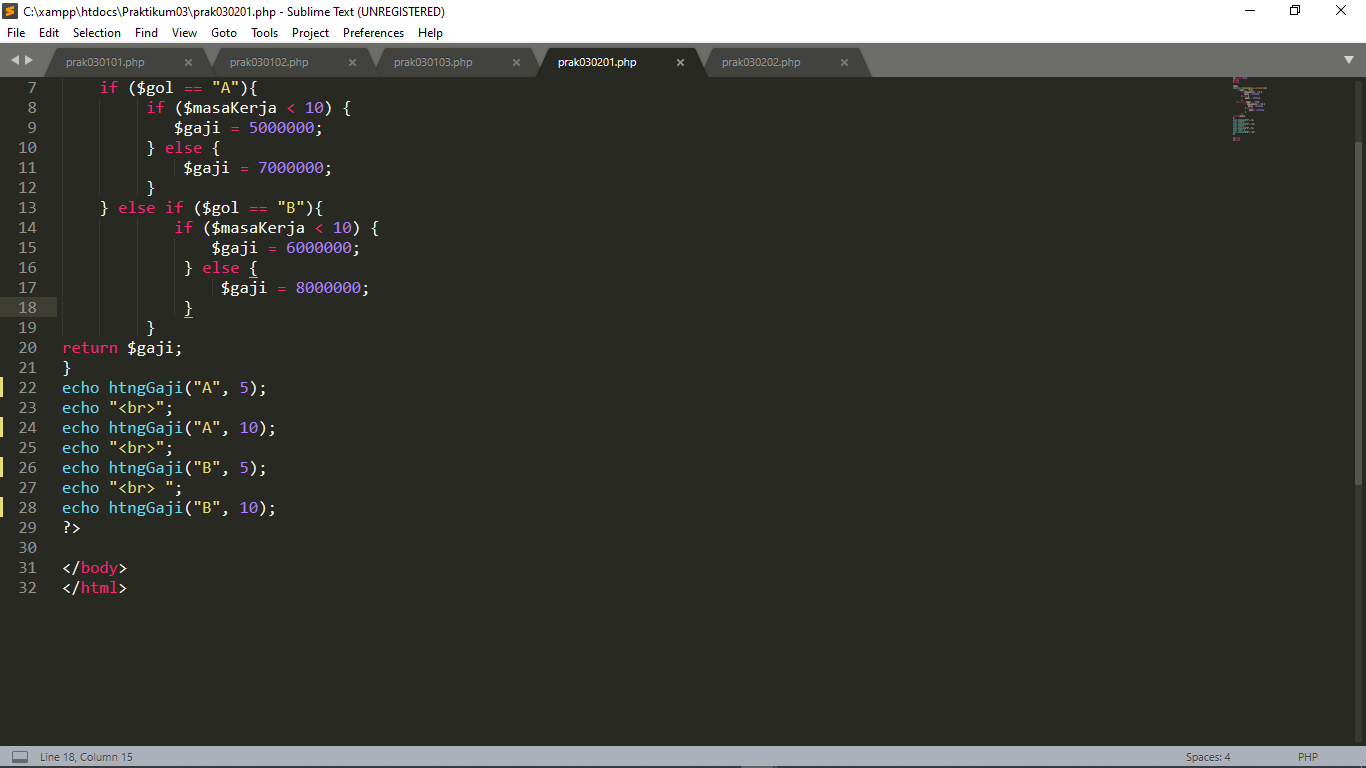 C:\xampp\htdocs\Praktikum03\prak030201.php - Sublime Text (UNREGISTERED)
File Edit Selection Find View Goto Tools Project Preferences Help
prak030101.php × prak030102.php × prak030103.php × prak030201.php × prak030202.php ×
7 if ($gol == "A"){
8 if ($masaKerja < 10) {
9 $gaji = 5000000;
10 } else {
11 $gaji = 7000000;
12 }
13 } else if ($gol == "B"){
14 if ($masaKerja < 10) {
15 $gaji = 6000000;
16 } else {
17 $gaji = 8000000;
18 }
19 }
20 return $gaji;
21 }
22 echo htngGaji("A", 5);
23 echo "<br>";
24 echo htngGaji("A", 10);
25 echo "<br>";
26 echo htngGaji("B", 5);
27 echo "<br> ";
28 echo htngGaji("B", 10);
29 ?>
30
31 </body>
32 </html>
Line 18, Column 15 Spaces: 4 PHP